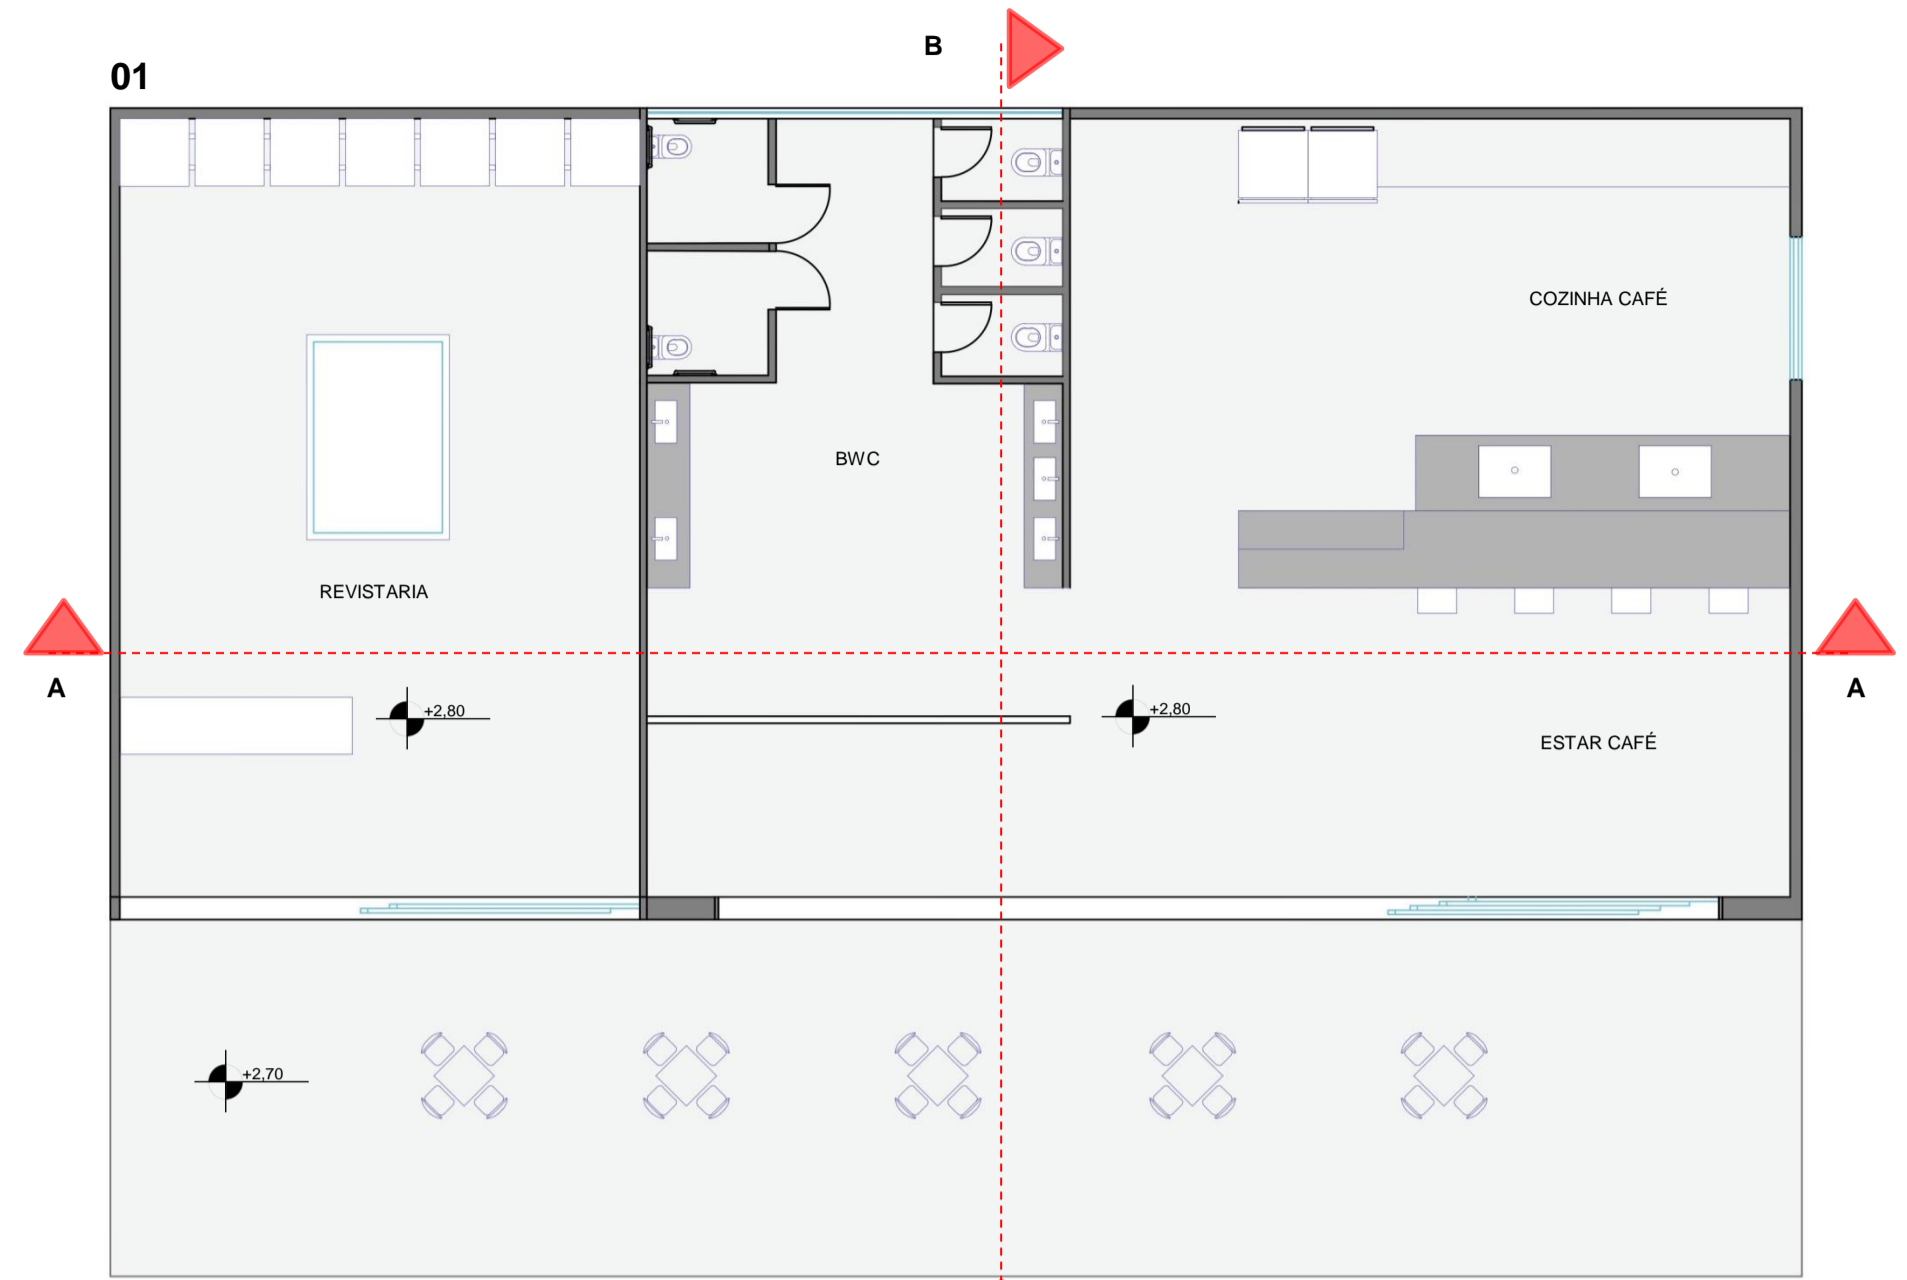 B
01
COZINHA CAFÉ
BWC
REVISTARIA
A
A
+2,80
+2,80
ESTAR CAFÉ
+2,70